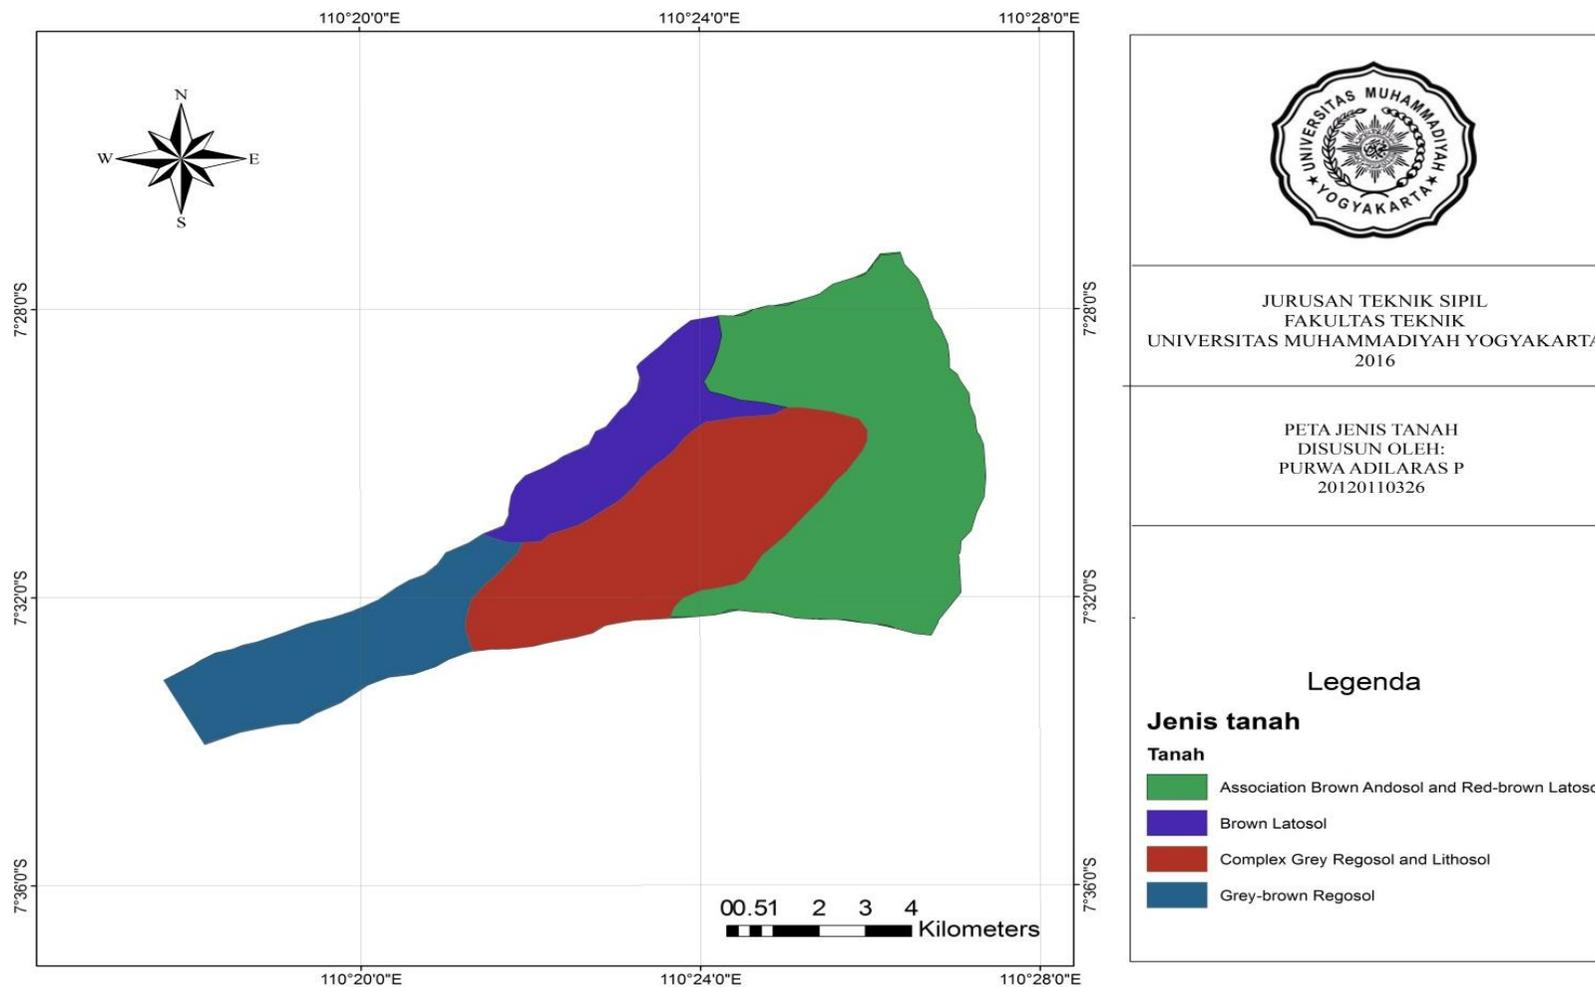 110°20'0"E 110°24'0"E 110°28'0"E
N
W E
S
7°28'0"S 7°28'0"S
7°32'0"S 7°32'0"S
7°36'0"S 7°36'0"S
00.51 2 3 4
Kilometers
110°20'0"E 110°24'0"E 110°28'0"E
UNIVERSITAS MUHAMMADIYAH
YOGYAKARTA
JURUSAN TEKNIK SIPIL
FAKULTAS TEKNIK
UNIVERSITAS MUHAMMADIYAH YOGYAKARTA
2016
PETA JENIS TANAH
DISUSUN OLEH:
PURWA ADILARAS P
20120110326
Legenda
Jenis tanah
Tanah
Association Brown Andosol and Red-brown Latoso
Brown Latosol
Complex Grey Regosol and Lithosol
Grey-brown Regosol